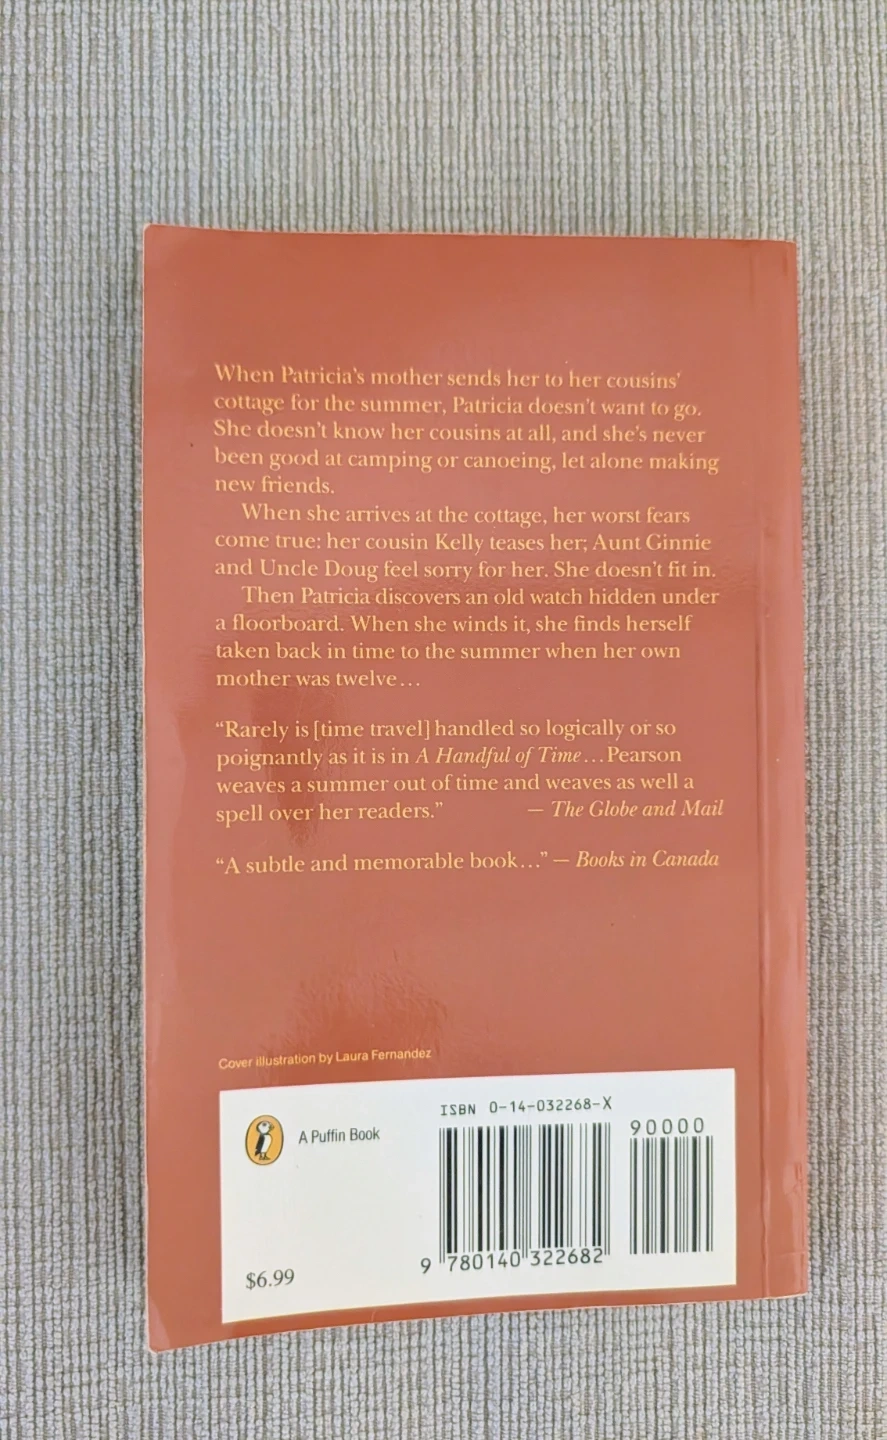 When Patricia's mother sends her to her cousins'
cottage for the summer, Patricia doesn't want to go.
She doesn't know her cousins at all, and she's never
been good at camping or canoeing, let alone making
new friends.
When she arrives at the cottage, her worst fears
come true: her cousin Kelly teases her; Aunt Ginnie
and Uncle Doug feel sorry for her. She doesn't fit in.
Then Patricia discovers an old watch hidden under
a floorboard. When she winds it, she finds herself
taken back in time to the summer when her own
mother was twelve...
“Rarely is [time travel] handled so logically or so
poignantly as it is in A Handful of Time...Pearson
weaves a summer out of time and weaves as well a
spell over her readers.” — The Globe and Mail
“A subtle and memorable book...” — Books in Canada
Cover illustration by Laura Fernandez
ISBN 0-14-032268-X
90000
A Puffin Book
9 780140 322682
$6.99